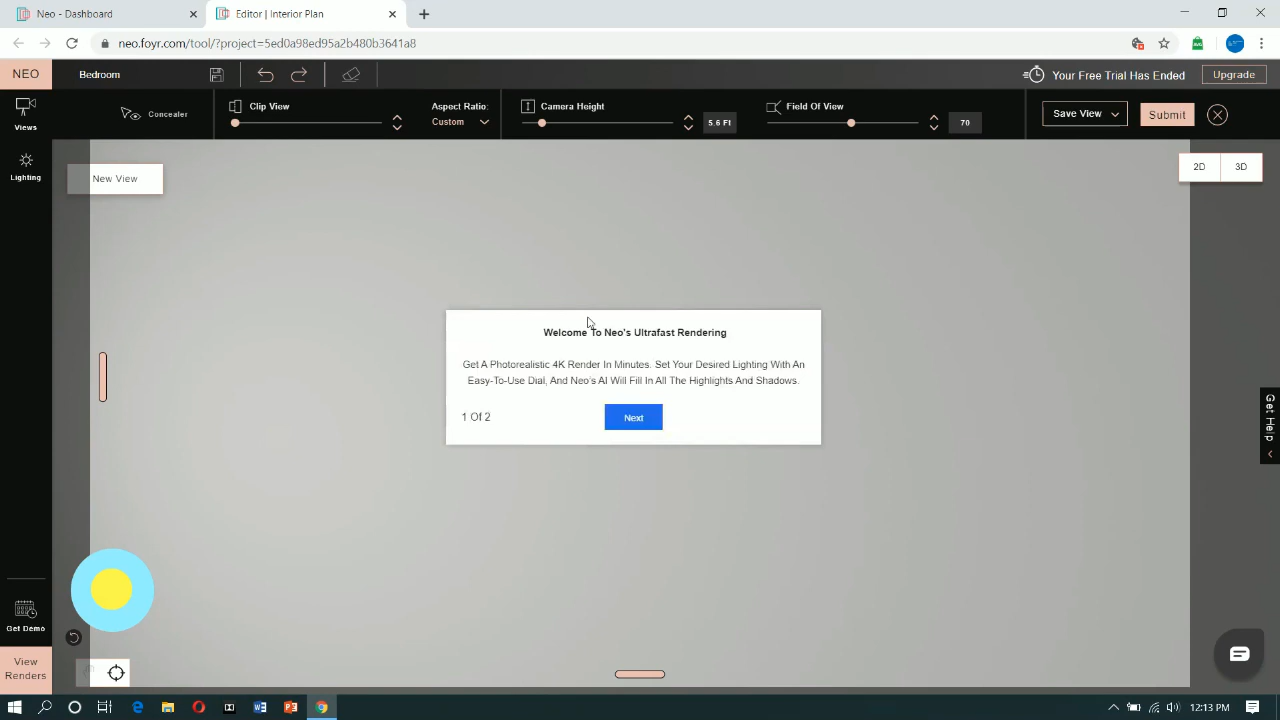 Neo - Dashboard
Editor | Interior Plan
neo.foyr.com/tool/?project=5ed0a98ed95a2b480b3641a8
NEO
Bedroom
Your Free Trial Has Ended
Upgrade
Views
Concealer
Clip View
Aspect Ratio:
Custom
Camera Height
5.6 Ft
Field Of View
70
Save View
Submit
Lighting
New View
2D
3D
Welcome To Neo's Ultrafast Rendering
Get A Photorealistic 4K Render In Minutes. Set Your Desired Lighting With An
Easy-To-Use Dial, And Neo's AI Will Fill In All The Highlights And Shadows.
1 Of 2
Next
Get Help
Get Demo
View
Renders
12:13 PM